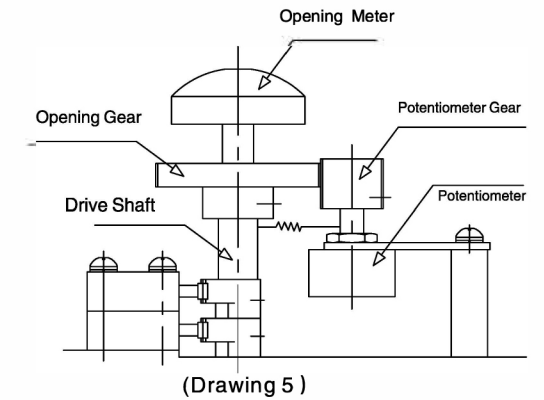 Opening Meter
Opening Gear
Potentiometer Gear
Potentiometer
Drive Shaft
(Drawing 5)